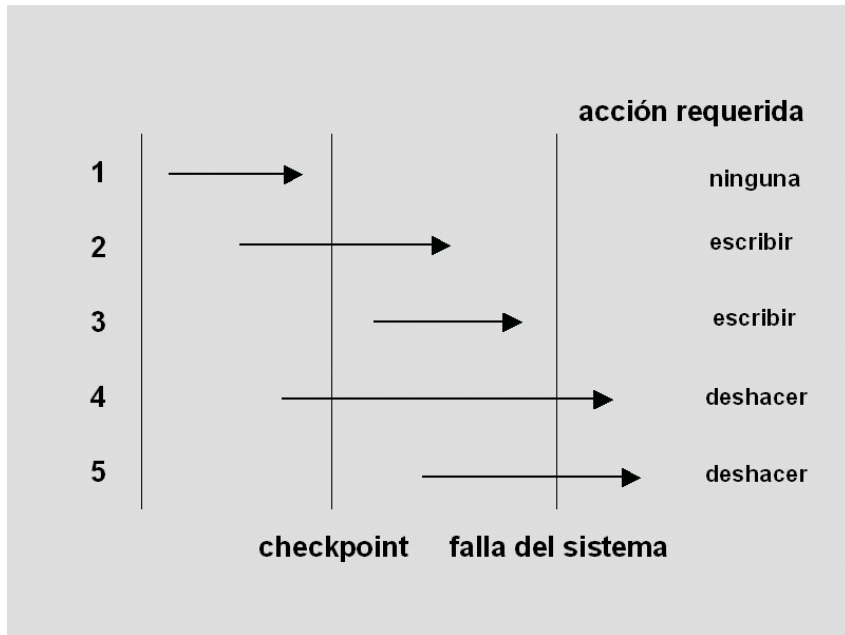 acción requerida
1 ninguna
2 escribir
3 escribir
4 deshacer
5 deshacer
checkpoint falla del sistema